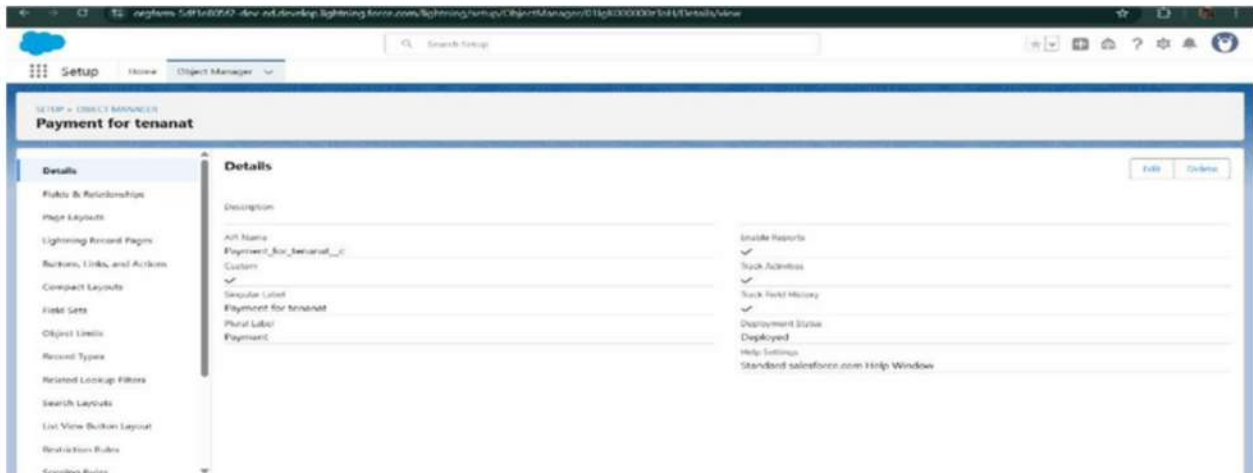 Search Setup
Setup Home Object Manager
SETUP > OBJECT MANAGER
Payment for tenanat
Details
Fields & Relationships
Page Layouts
Lightning Record Pages
Buttons, Links, and Actions
Compact Layouts
Field Sets
Object Limits
Record Types
Related Lookup Filters
Search Layouts
List View Button Layout
Restriction Rules
Scoping Rules
Details
Edit Delete
Description
API Name
Payment_for_tenanat__c
Custom
Singular Label
Payment for tenanat
Plural Label
Payment
Enable Reports
Track Activities
Track Field History
Deployment Status
Deployed
Help Settings
Standard salesforce.com Help Window